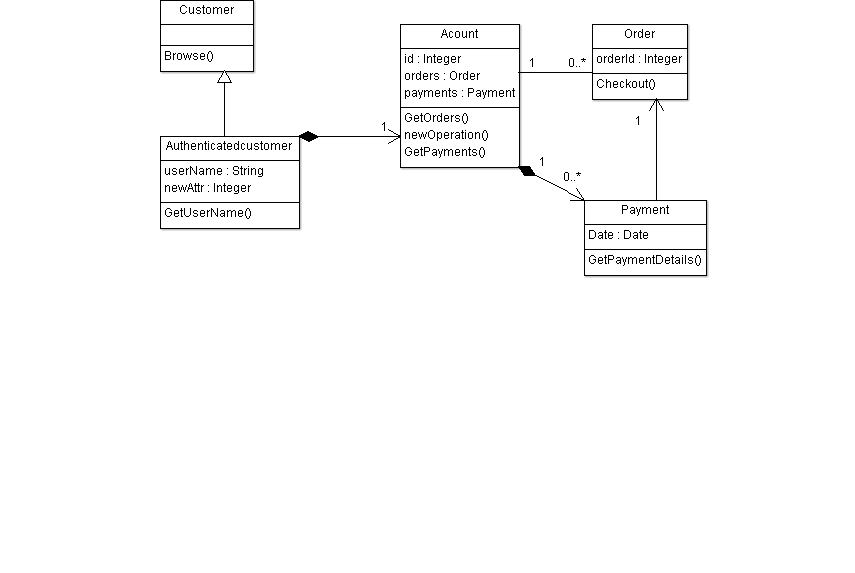 Customer
Browse()
Authenticatedcustomer
userName : String
newAttr : Integer
GetUserName()
1
Acount
id : Integer
orders : Order
payments : Payment
GetOrders()
newOperation()
GetPayments()
1
0..*
Order
orderId : Integer
Checkout()
1
1
0..*
Payment
Date : Date
GetPaymentDetails()